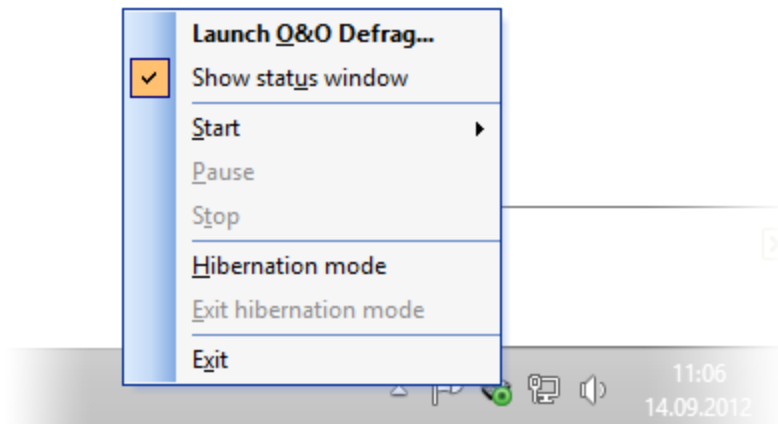 Launch O&O Defrag...
Show status window
Start
Pause
Stop
Hibernation mode
Exit hibernation mode
Exit
11:06
14.09.2012